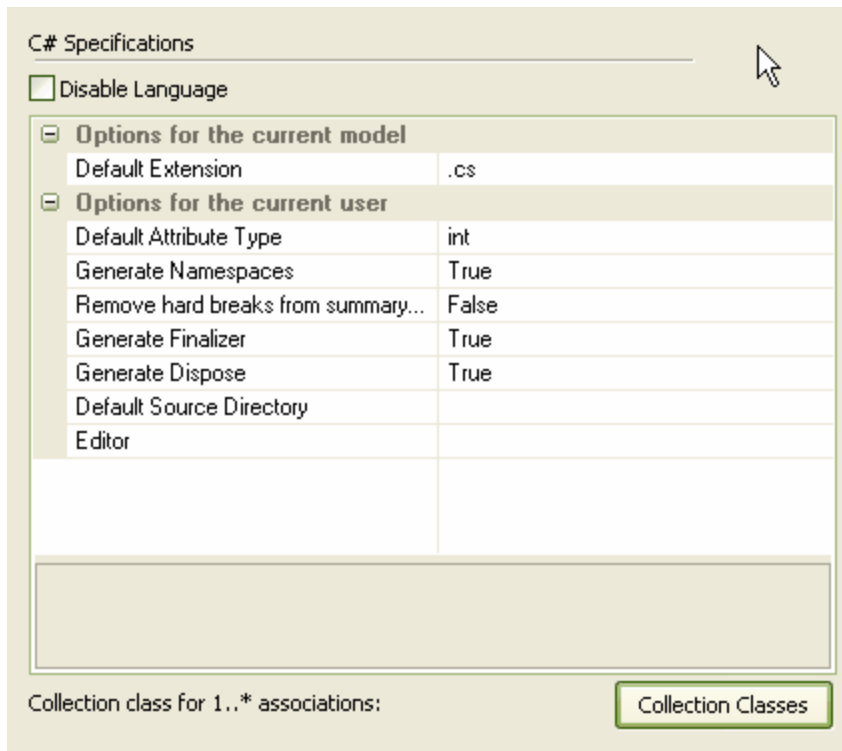 C# Specifications
Disable Language
Options for the current model
Default Extension .cs
Options for the current user
Default Attribute Type int
Generate Namespaces True
Remove hard breaks from summary... False
Generate Finalizer True
Generate Dispose True
Default Source Directory
Editor
Collection class for 1..* associations: Collection Classes